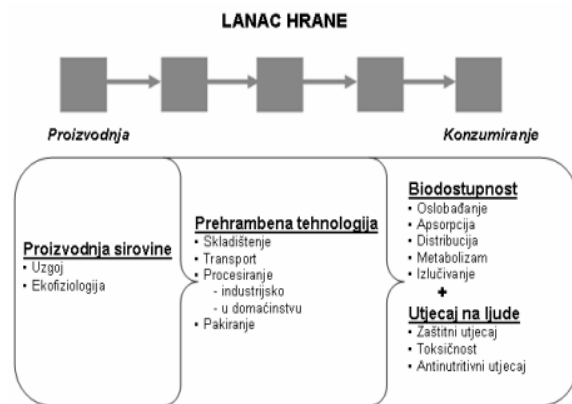 LANAC HRANE
Proizvodnja
Konzumiranje
Proizvodnja sirovine
▪ Uzgoj
▪ Ekofiziologija
Prehrambena tehnologija
▪ Skladištenje
▪ Transport
▪ Procesiranje
- industrijsko
- u domaćinstvu
▪ Pakiranje
Biodostupnost
▪ Oslobađanje
▪ Apsorpcija
▪ Distribucija
▪ Metabolizam
▪ Izlučivanje
+
Utjecaj na ljude
▪ Zaštitni utjecaj
▪ Toksičnost
▪ Antinutritivni utjecaj